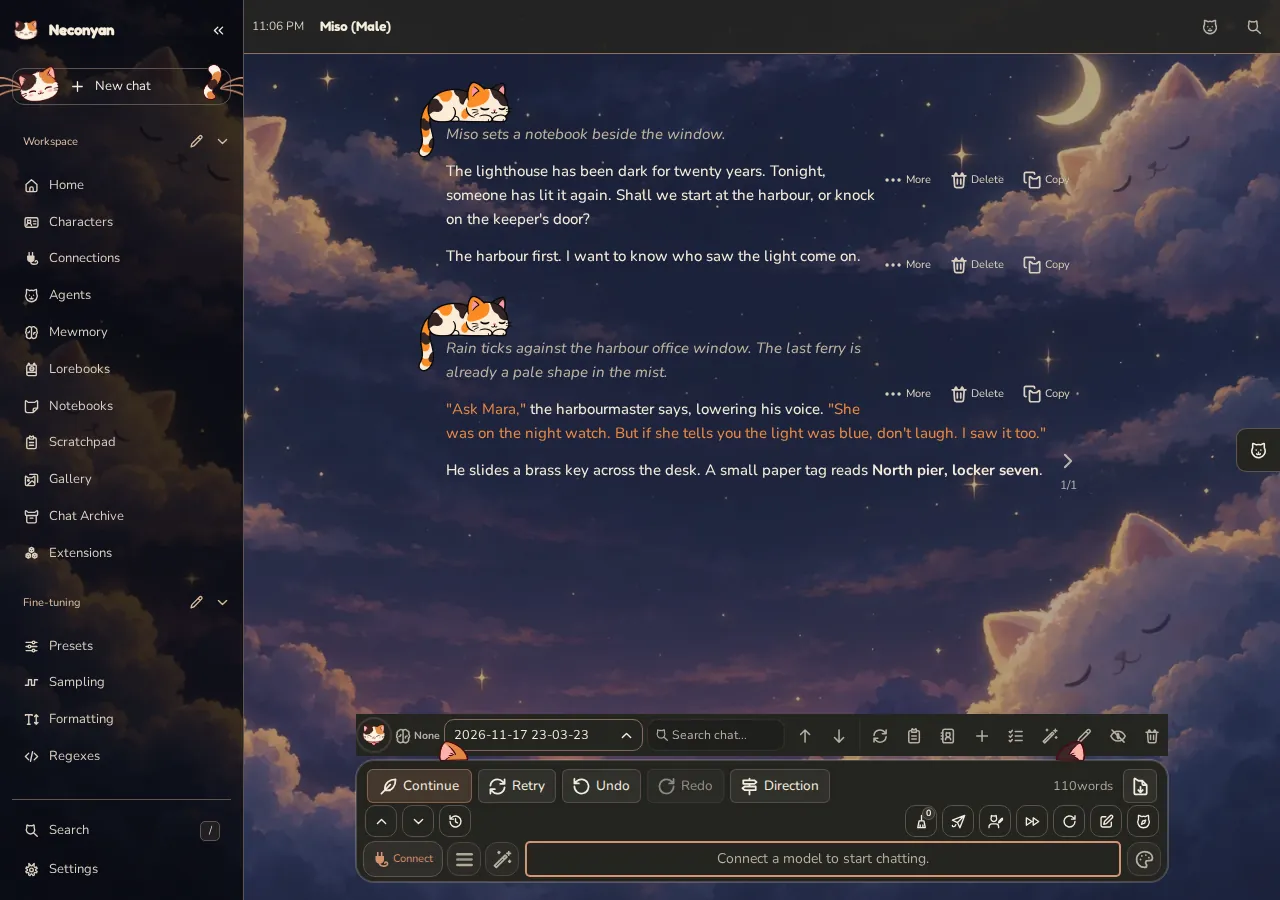 Neconyan
11:06 PM Miso (Male)
New chat
Workspace
Home
Characters
Connections
Agents
Mewmory
Lorebooks
Notebooks
Scratchpad
Gallery
Chat Archive
Extensions
Fine-tuning
Presets
Sampling
Formatting
Regexes
Search /
Settings
Miso sets a notebook beside the window.
The lighthouse has been dark for twenty years. Tonight,
someone has lit it again. Shall we start at the harbour, or knock
on the keeper's door?
More Delete Copy
The harbour first. I want to know who saw the light come on.
More Delete Copy
Rain ticks against the harbour office window. The last ferry is
already a pale shape in the mist.
More Delete Copy
"Ask Mara," the harbourmaster says, lowering his voice. "She
was on the night watch. But if she tells you the light was blue, don't laugh. I saw it too."
He slides a brass key across the desk. A small paper tag reads North pier, locker seven.
1/1
None 2026-11-17 23-03-23 Search chat...
Continue Retry Undo Redo Direction 110words
0
Connect Connect a model to start chatting.